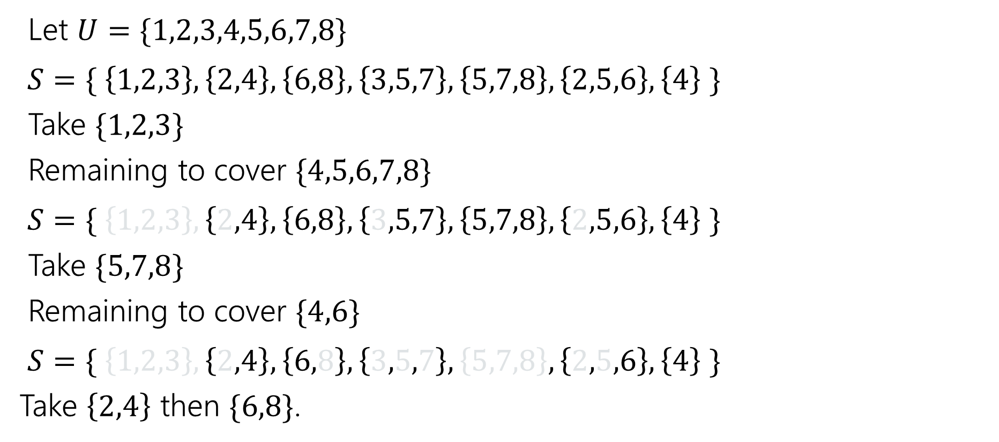 Let U = {1,2,3,4,5,6,7,8}
S = { {1,2,3}, {2,4}, {6,8}, {3,5,7}, {5,7,8}, {2,5,6}, {4} }
Take {1,2,3}
Remaining to cover {4,5,6,7,8}
S = { {1,2,3}, {2,4}, {6,8}, {3,5,7}, {5,7,8}, {2,5,6}, {4} }
Take {5,7,8}
Remaining to cover {4,6}
S = { {1,2,3}, {2,4}, {6,8}, {3,5,7}, {5,7,8}, {2,5,6}, {4} }
Take {2,4} then {6,8}.